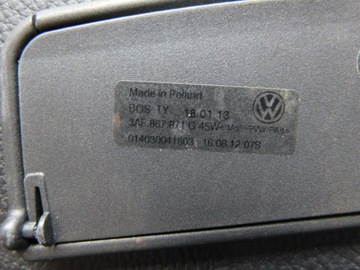 Made in Poland
BOS TY 18.01.13
3AF 867 871 G 45W
014030041603 16.08.12 07S